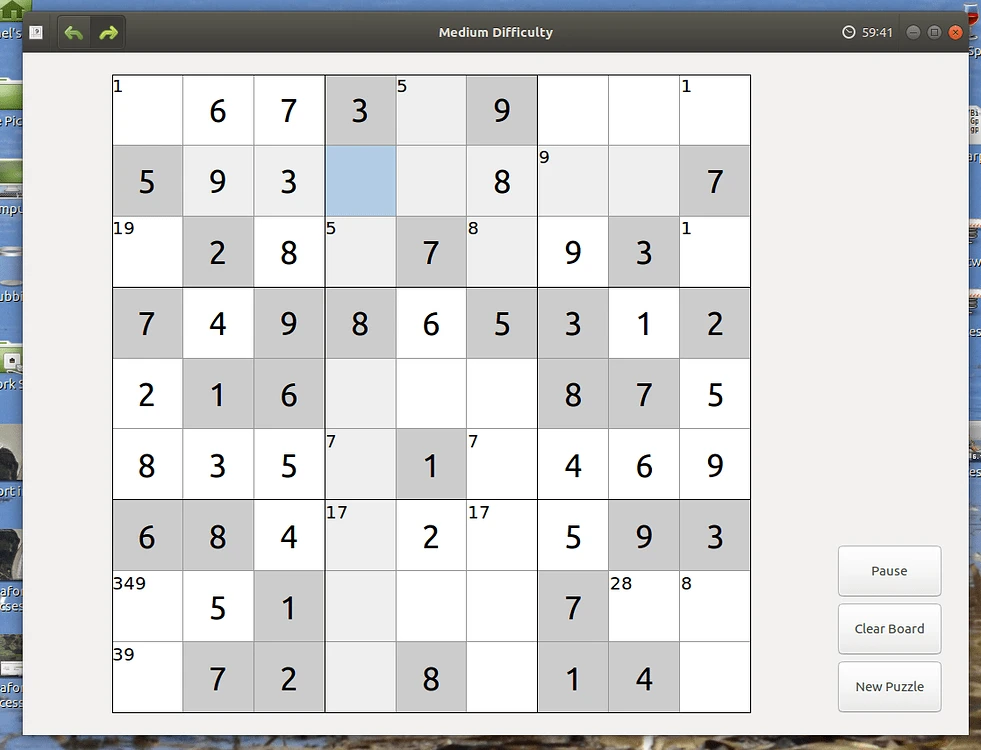 Medium Difficulty 59:41
1 6 7 3 5 9 1
5 9 3 8 9 7
19 2 8 5 7 8 9 3 1
7 4 9 8 6 5 3 1 2
2 1 6 8 7 5
8 3 5 7 1 7 4 6 9
6 8 4 17 2 17 5 9 3
349 5 1 7 28 8
39 7 2 8 1 4
Pause
Clear Board
New Puzzle